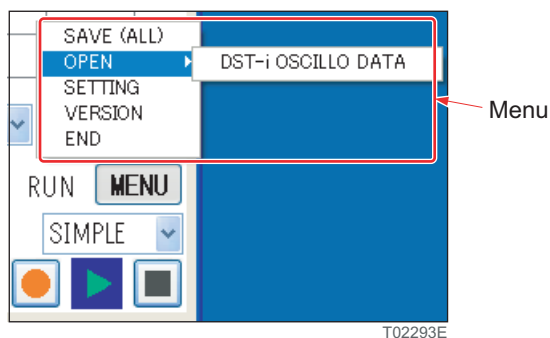 SAVE (ALL)
OPEN DST-i OSCILLO DATA
SETTING
VERSION
END
Menu
RUN MENU
SIMPLE
T02293E